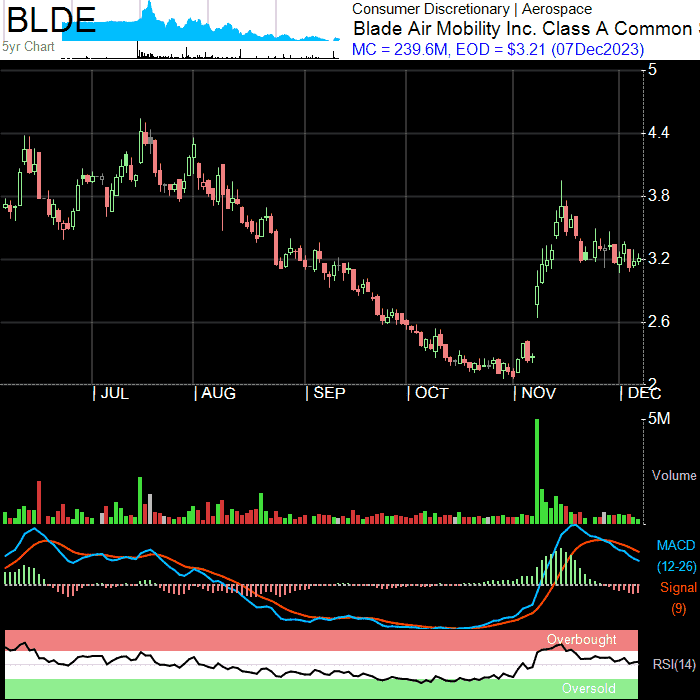 BLDE
5yr Chart
Consumer Discretionary | Aerospace
Blade Air Mobility Inc. Class A Common
MC = 239.6M, EOD = $3.21 (07Dec2023)
5
4.4
3.8
3.2
2.6
2
| JUL | AUG | SEP | OCT | NOV | DEC
5M
Volume
MACD
(12-26)
Signal
(9)
Overbought
RSI(14)
Oversold